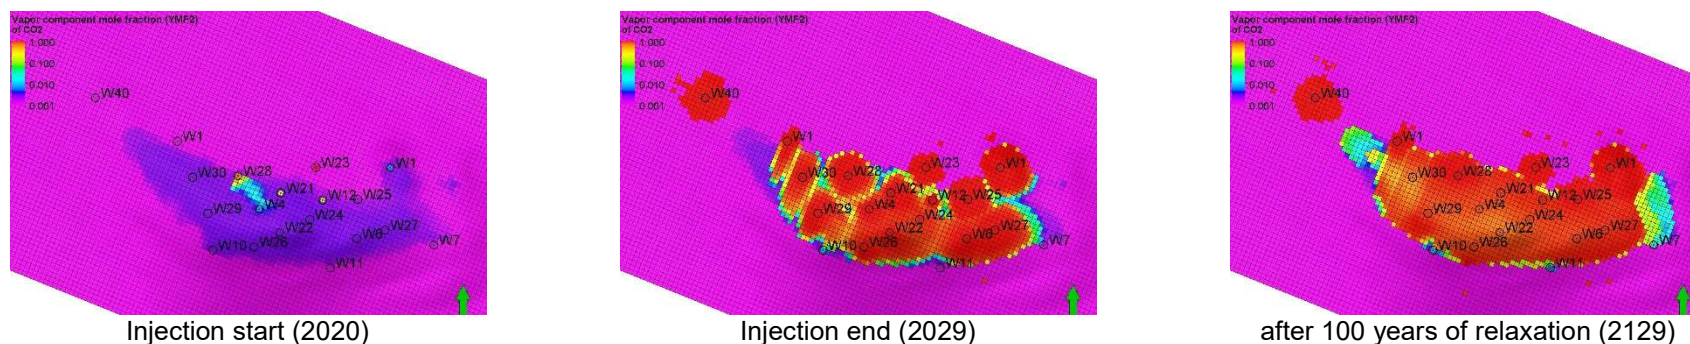 Vapor component mole fraction (YMF2)
of CO2
1.000
0.100
0.010
0.001
W40
W1
W23
W28
W1
W30
W21
W12
W25
W4
W29
W24
W22
W27
W6
W10
W26
W7
W11
Injection start (2020)
Vapor component mole fraction (YMF2)
of CO2
1.000
0.100
0.010
0.001
W40
W1
W23
W28
W1
W30
W21
W12
W25
W4
W29
W24
W22
W27
W6
W10
W26
W7
W11
Injection end (2029)
Vapor component mole fraction (YMF2)
of CO2
1.000
0.100
0.010
0.001
W40
W1
W23
W28
W1
W30
W21
W12
W25
W4
W29
W24
W22
W27
W6
W10
W26
W7
W11
after 100 years of relaxation (2129)